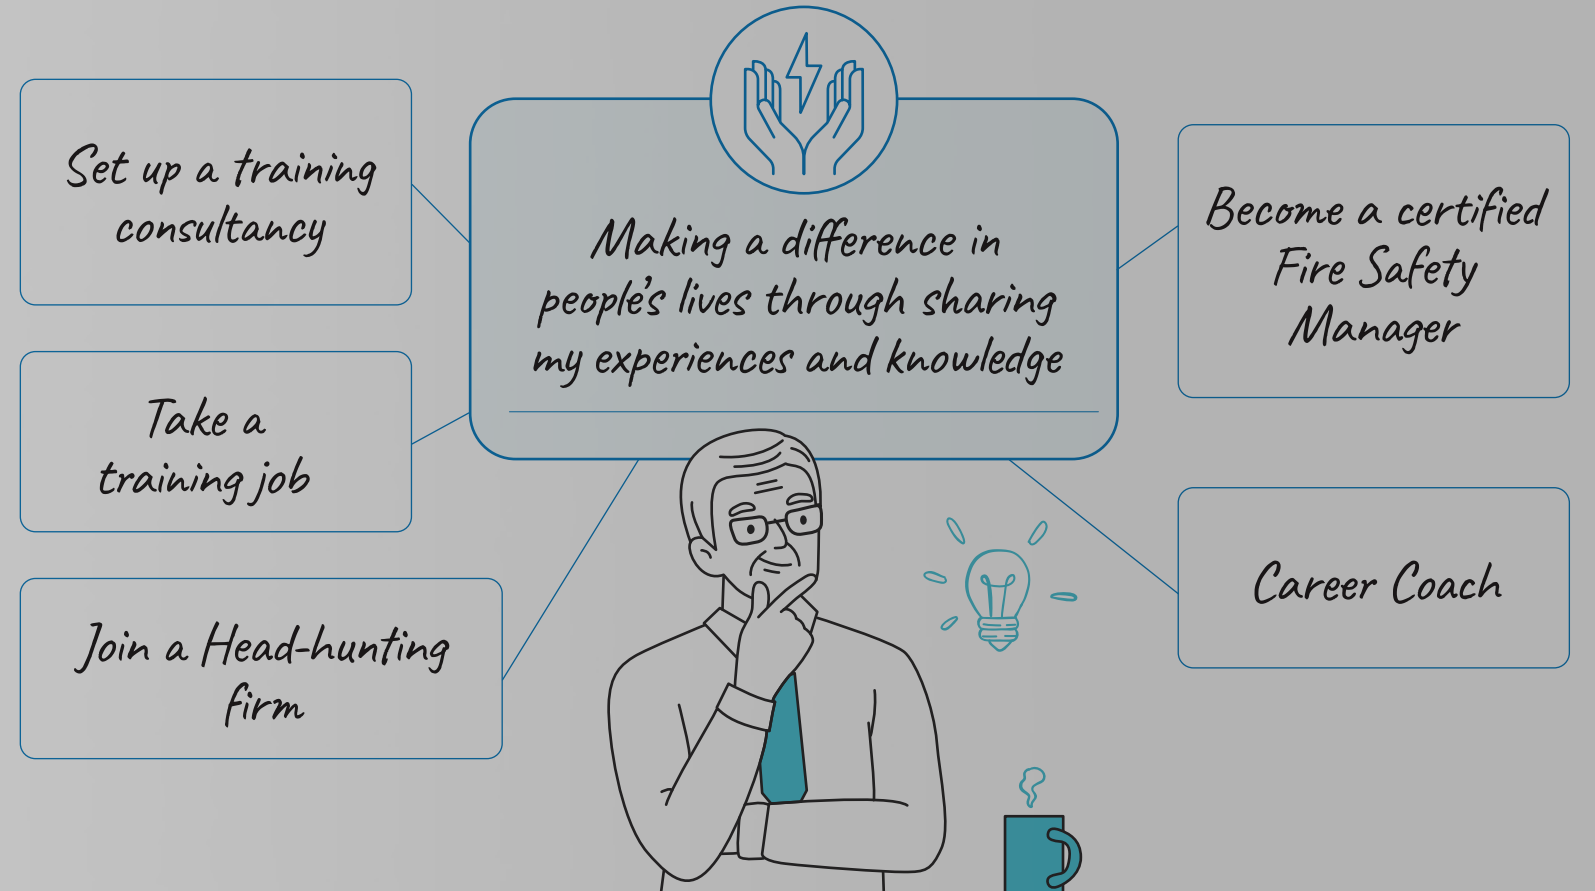 Set up a training
consultancy
Take a
training job
Join a Head-hunting
firm
Making a difference in
people's lives through sharing
my experiences and knowledge
Become a certified
Fire Safety
Manager
Career Coach